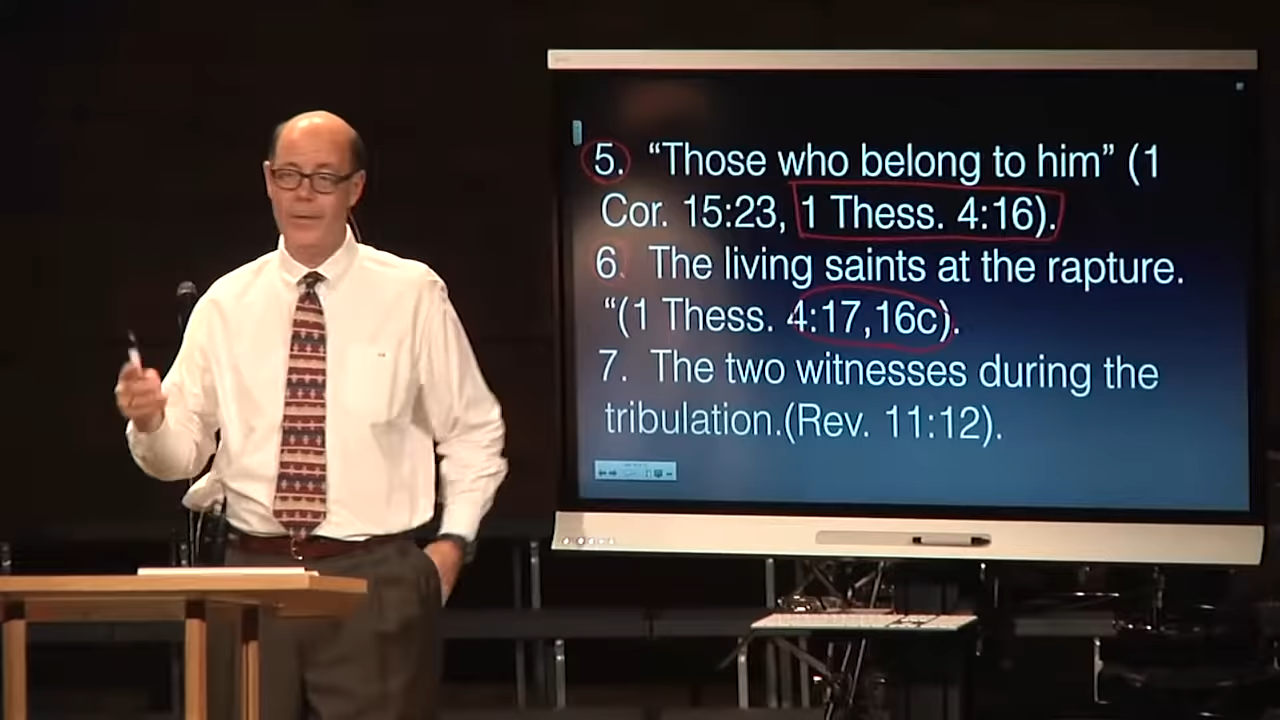 5. “Those who belong to him” (1
Cor. 15:23, 1 Thess. 4:16).
6. The living saints at the rapture.
“(1 Thess. 4:17,16c).
7. The two witnesses during the
tribulation.(Rev. 11:12).